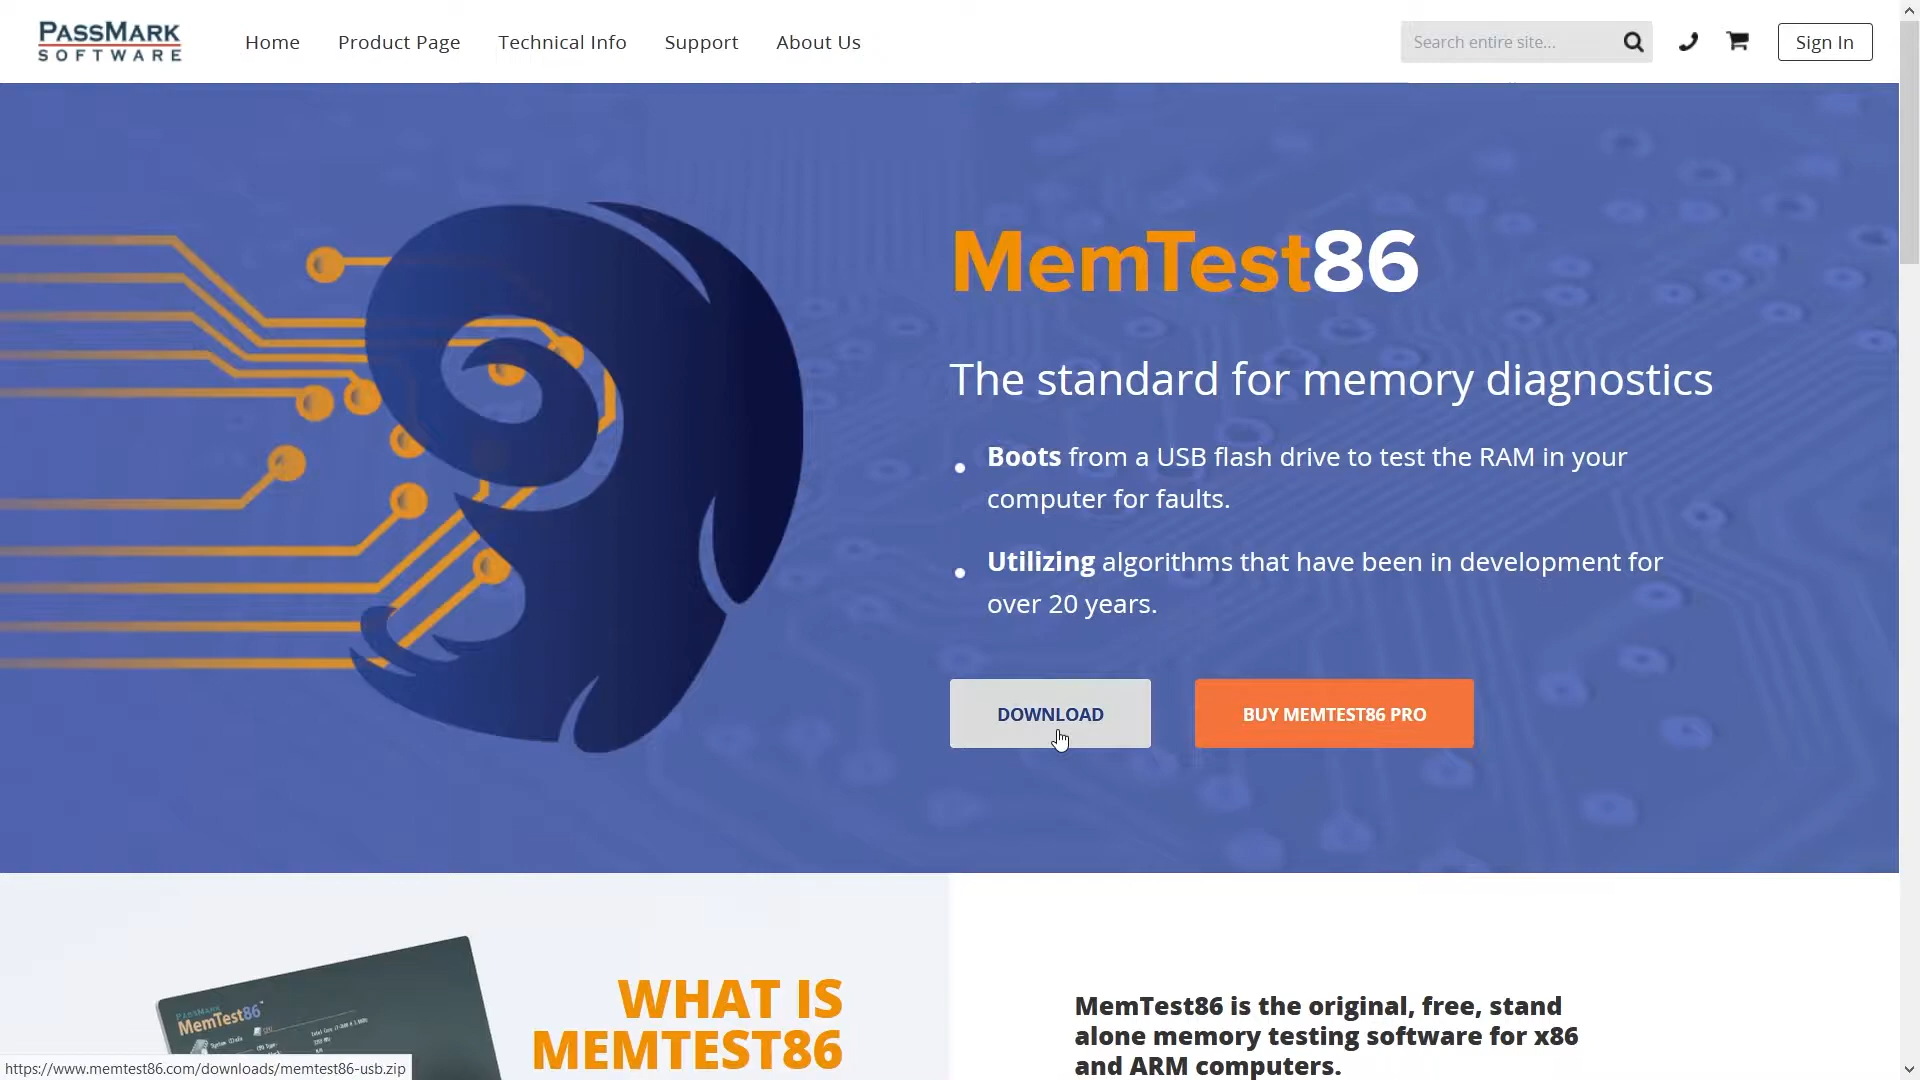 PASSMARK
SOFTWARE
Home
Product Page
Technical Info
Support
About Us
Search entire site...
Sign In
MemTest86
The standard for memory diagnostics
Boots from a USB flash drive to test the RAM in your
computer for faults.
Utilizing algorithms that have been in development for
over 20 years.
DOWNLOAD
BUY MEMTEST86 PRO
PASSMARK
MemTest86
WHAT IS
MEMTEST86
MemTest86 is the original, free, stand
alone memory testing software for x86
and ARM computers.
https://www.memtest86.com/downloads/memtest86-usb.zip